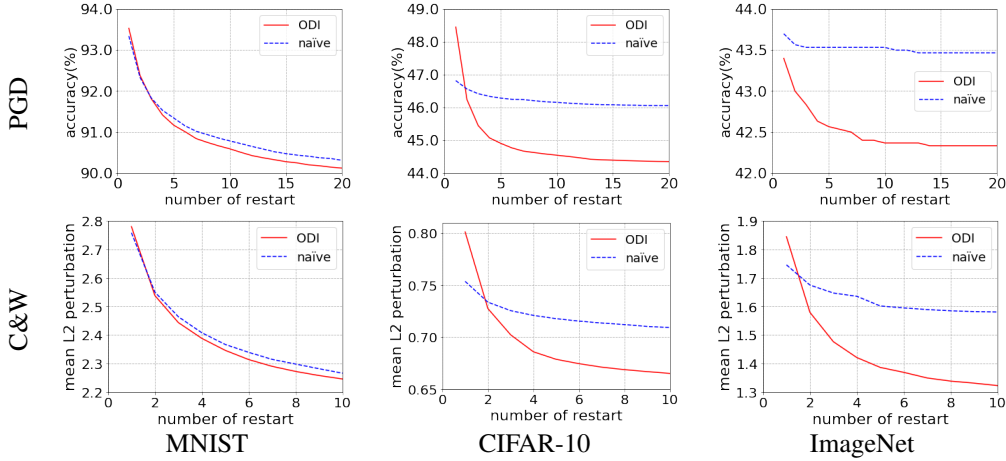 PGD
accuracy(%)
94.0
93.0
92.0
91.0
90.0
0 5 10 15 20
number of restart
ODI
naïve
accuracy(%)
49.0
48.0
47.0
46.0
45.0
44.0
0 5 10 15 20
number of restart
ODI
naïve
accuracy(%)
44.0
43.5
43.0
42.5
42.0
0 5 10 15 20
number of restart
ODI
naïve
C&W
mean L2 perturbation
2.8
2.7
2.6
2.5
2.4
2.3
2.2
0 2 4 6 8 10
number of restart
ODI
naïve
MNIST
mean L2 perturbation
0.80
0.75
0.70
0.65
0 2 4 6 8 10
number of restart
ODI
naïve
CIFAR-10
mean L2 perturbation
1.9
1.8
1.7
1.6
1.5
1.4
1.3
0 2 4 6 8 10
number of restart
ODI
naïve
ImageNet